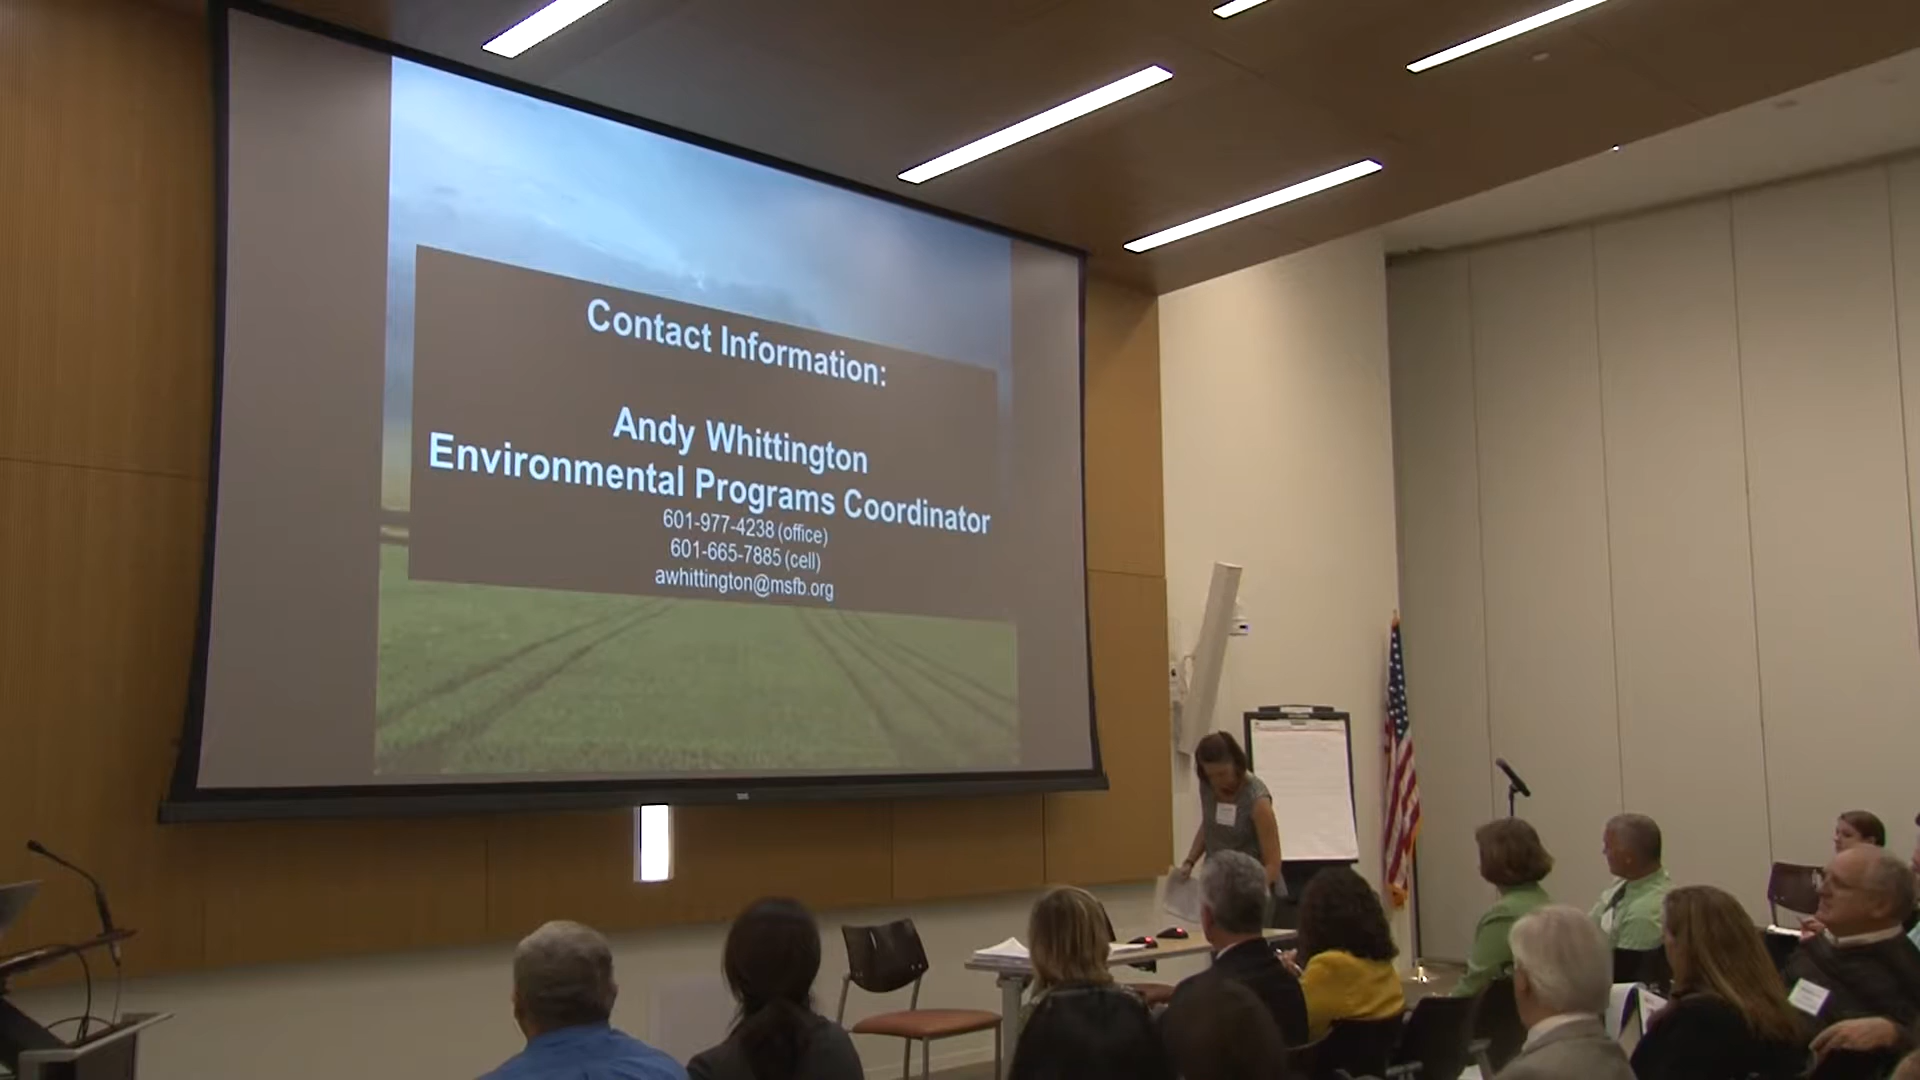 Contact Information:
Andy Whittington
Environmental Programs Coordinator
601-977-4238 (office)
601-665-7885 (cell)
awhittington@msfb.org